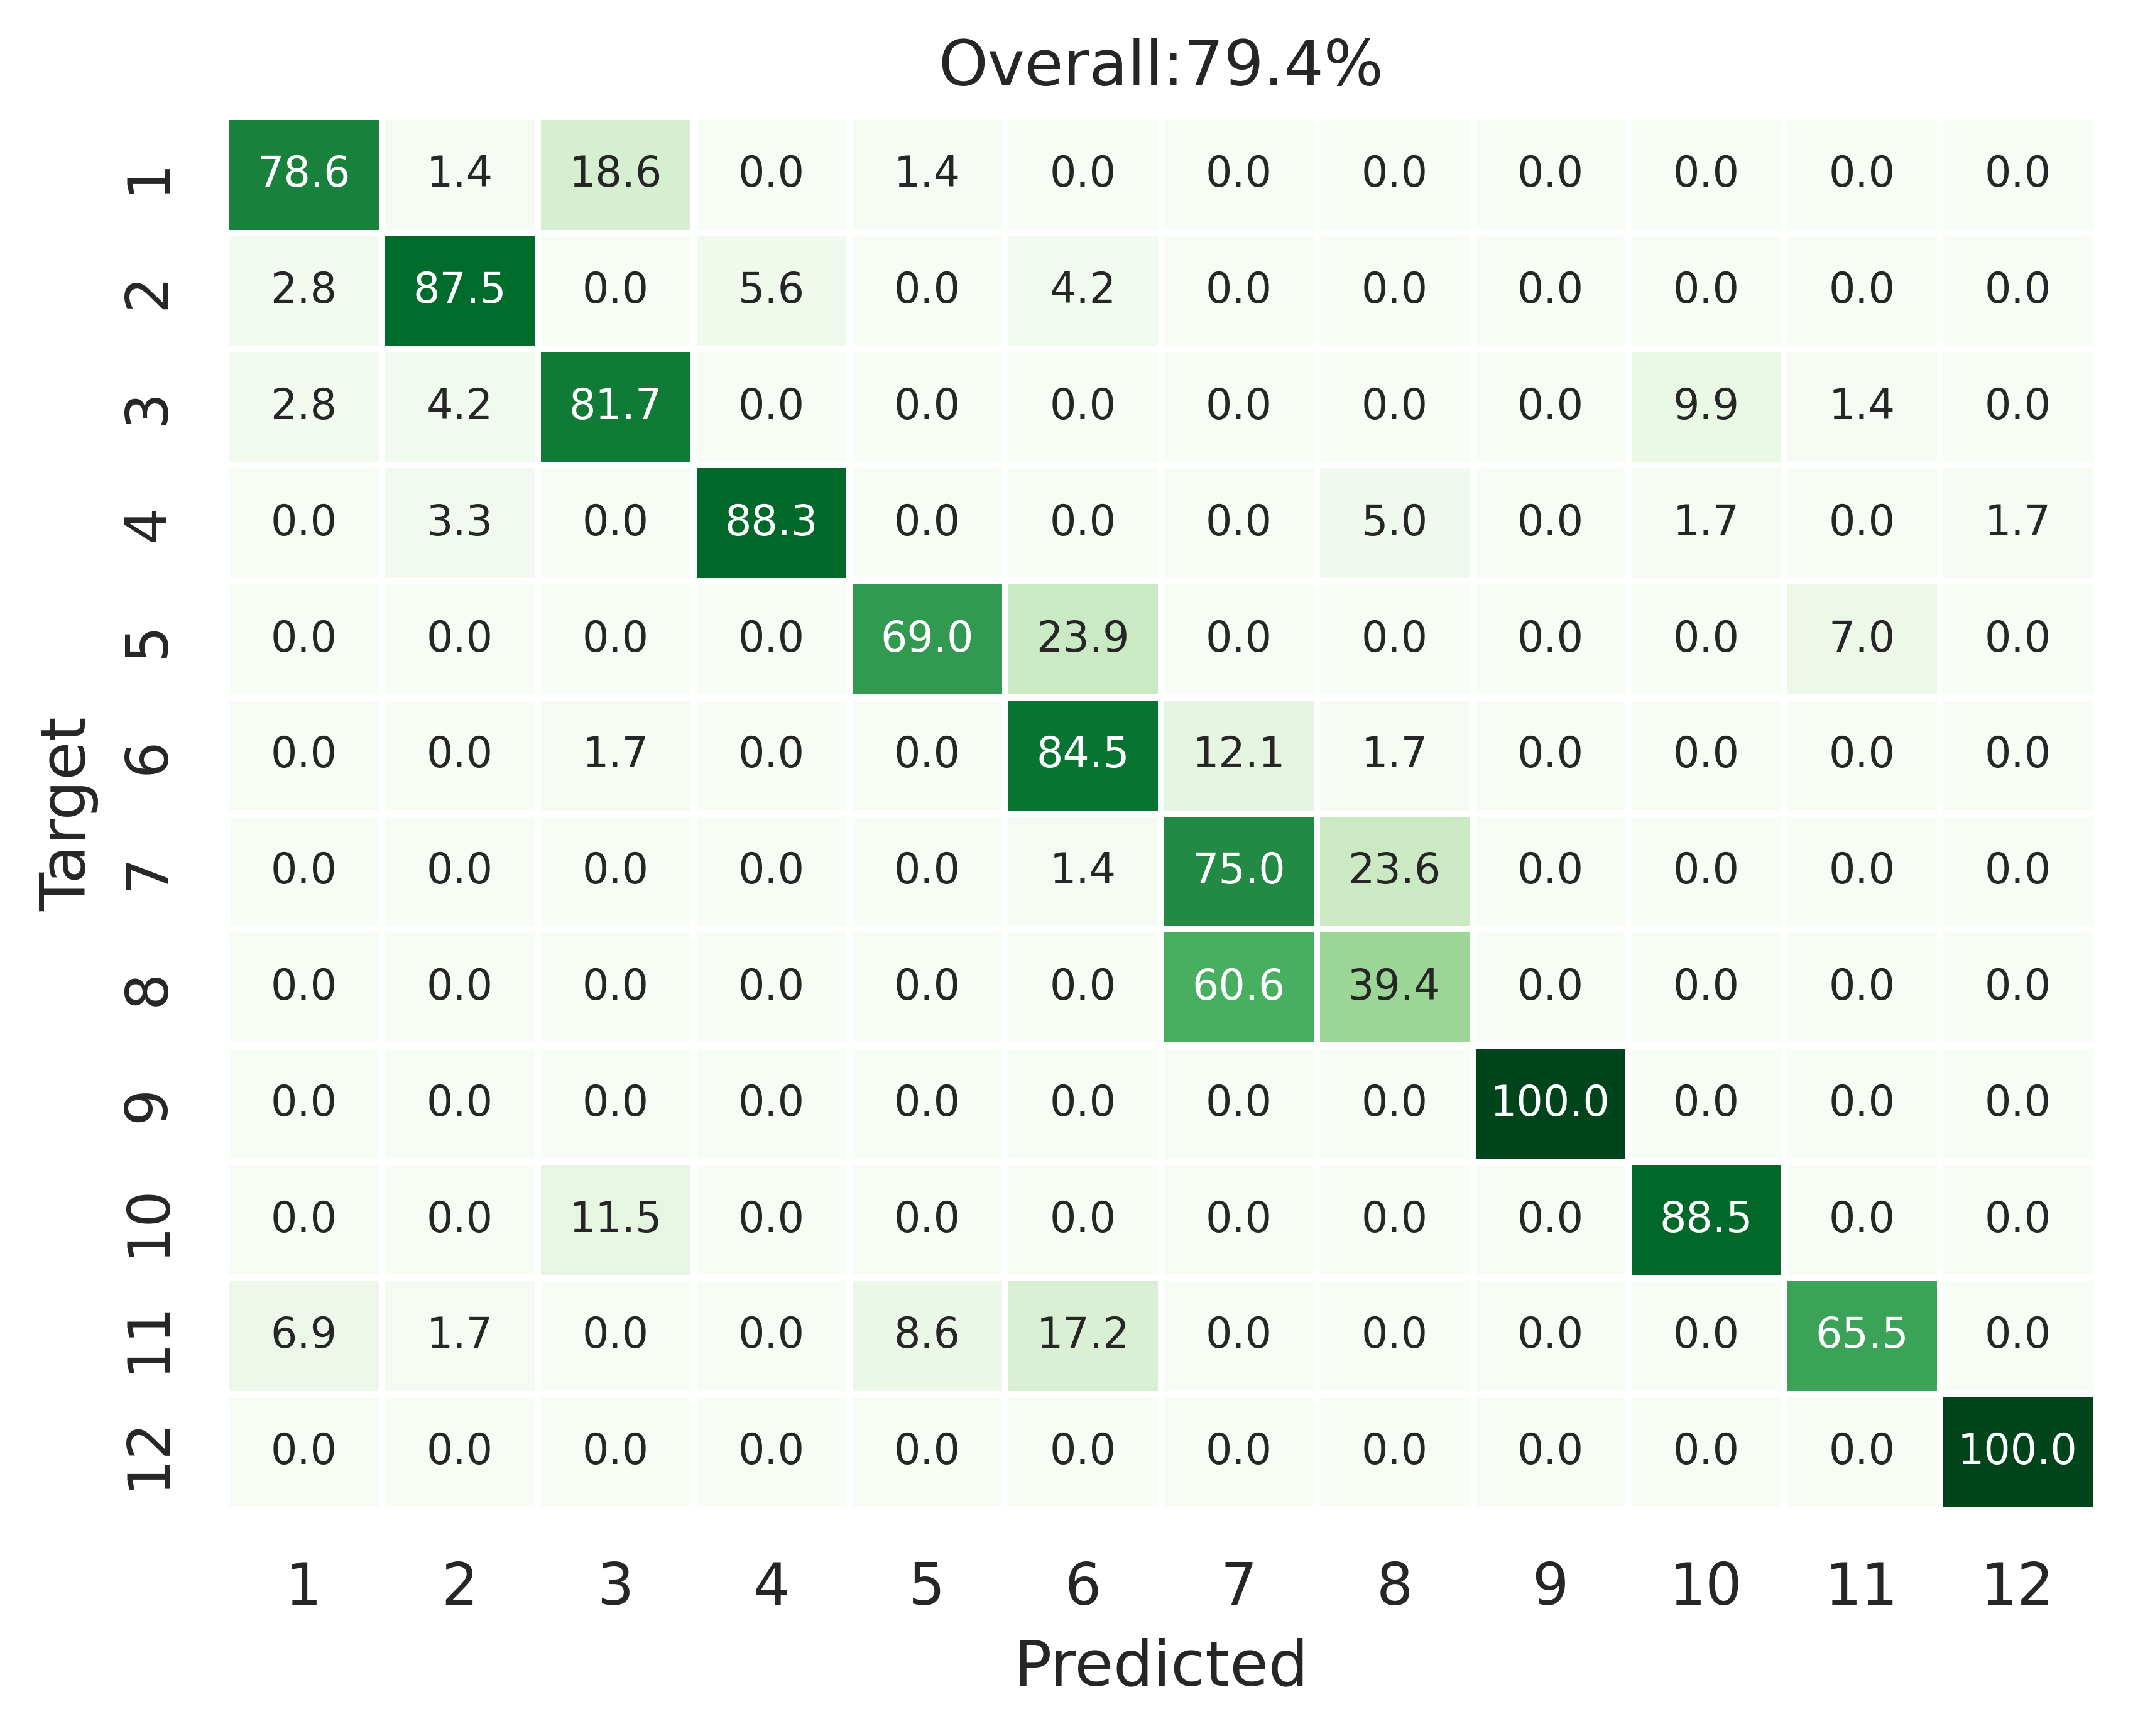 Overall:79.4%
Target
1 78.6 1.4 18.6 0.0 1.4 0.0 0.0 0.0 0.0 0.0 0.0 0.0
2 2.8 87.5 0.0 5.6 0.0 4.2 0.0 0.0 0.0 0.0 0.0 0.0
3 2.8 4.2 81.7 0.0 0.0 0.0 0.0 0.0 0.0 9.9 1.4 0.0
4 0.0 3.3 0.0 88.3 0.0 0.0 0.0 5.0 0.0 1.7 0.0 1.7
5 0.0 0.0 0.0 0.0 69.0 23.9 0.0 0.0 0.0 0.0 7.0 0.0
6 0.0 0.0 1.7 0.0 0.0 84.5 12.1 1.7 0.0 0.0 0.0 0.0
7 0.0 0.0 0.0 0.0 0.0 1.4 75.0 23.6 0.0 0.0 0.0 0.0
8 0.0 0.0 0.0 0.0 0.0 0.0 60.6 39.4 0.0 0.0 0.0 0.0
9 0.0 0.0 0.0 0.0 0.0 0.0 0.0 0.0 100.0 0.0 0.0 0.0
10 0.0 0.0 11.5 0.0 0.0 0.0 0.0 0.0 0.0 88.5 0.0 0.0
11 6.9 1.7 0.0 0.0 8.6 17.2 0.0 0.0 0.0 0.0 65.5 0.0
12 0.0 0.0 0.0 0.0 0.0 0.0 0.0 0.0 0.0 0.0 0.0 100.0
1 2 3 4 5 6 7 8 9 10 11 12
Predicted